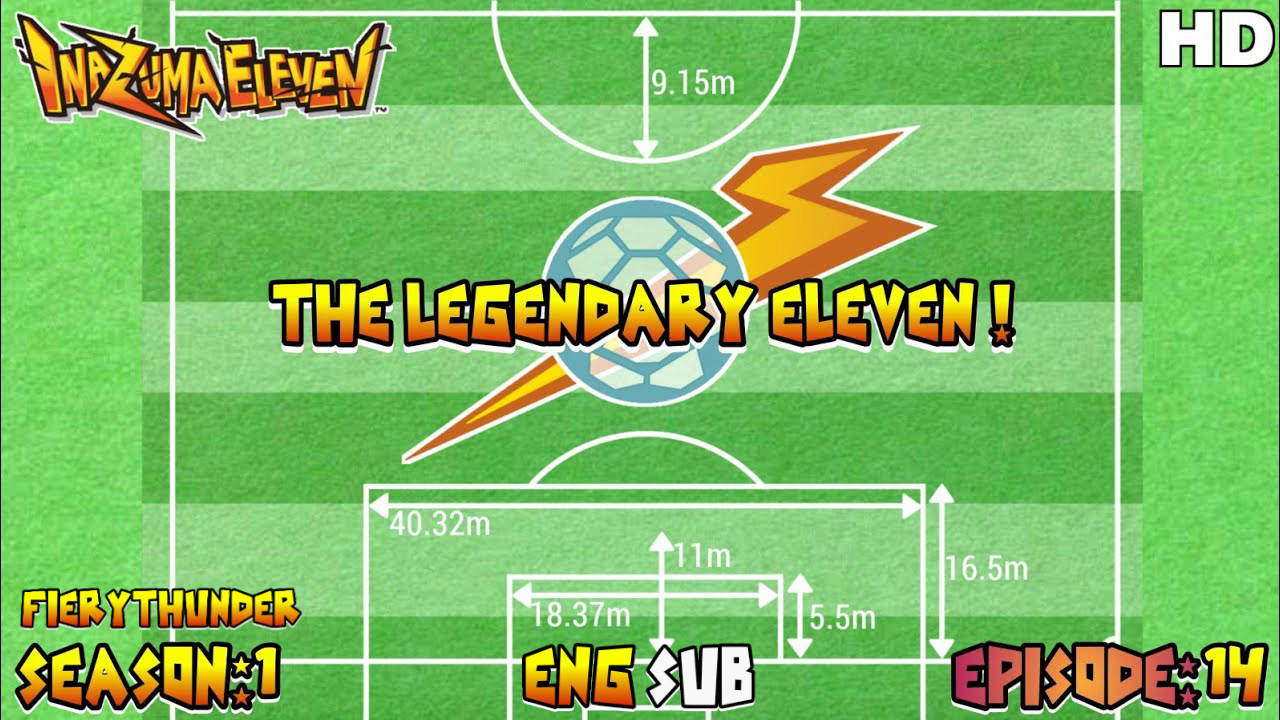 INAZUMA ELEVEN
TM
HD
9.15m
THE LEGENDARY ELEVEN !
40.32m
11m
16.5m
18.37m
5.5m
FIERYTHUNDER
SEASON:1
ENG SUB
EPISODE:14